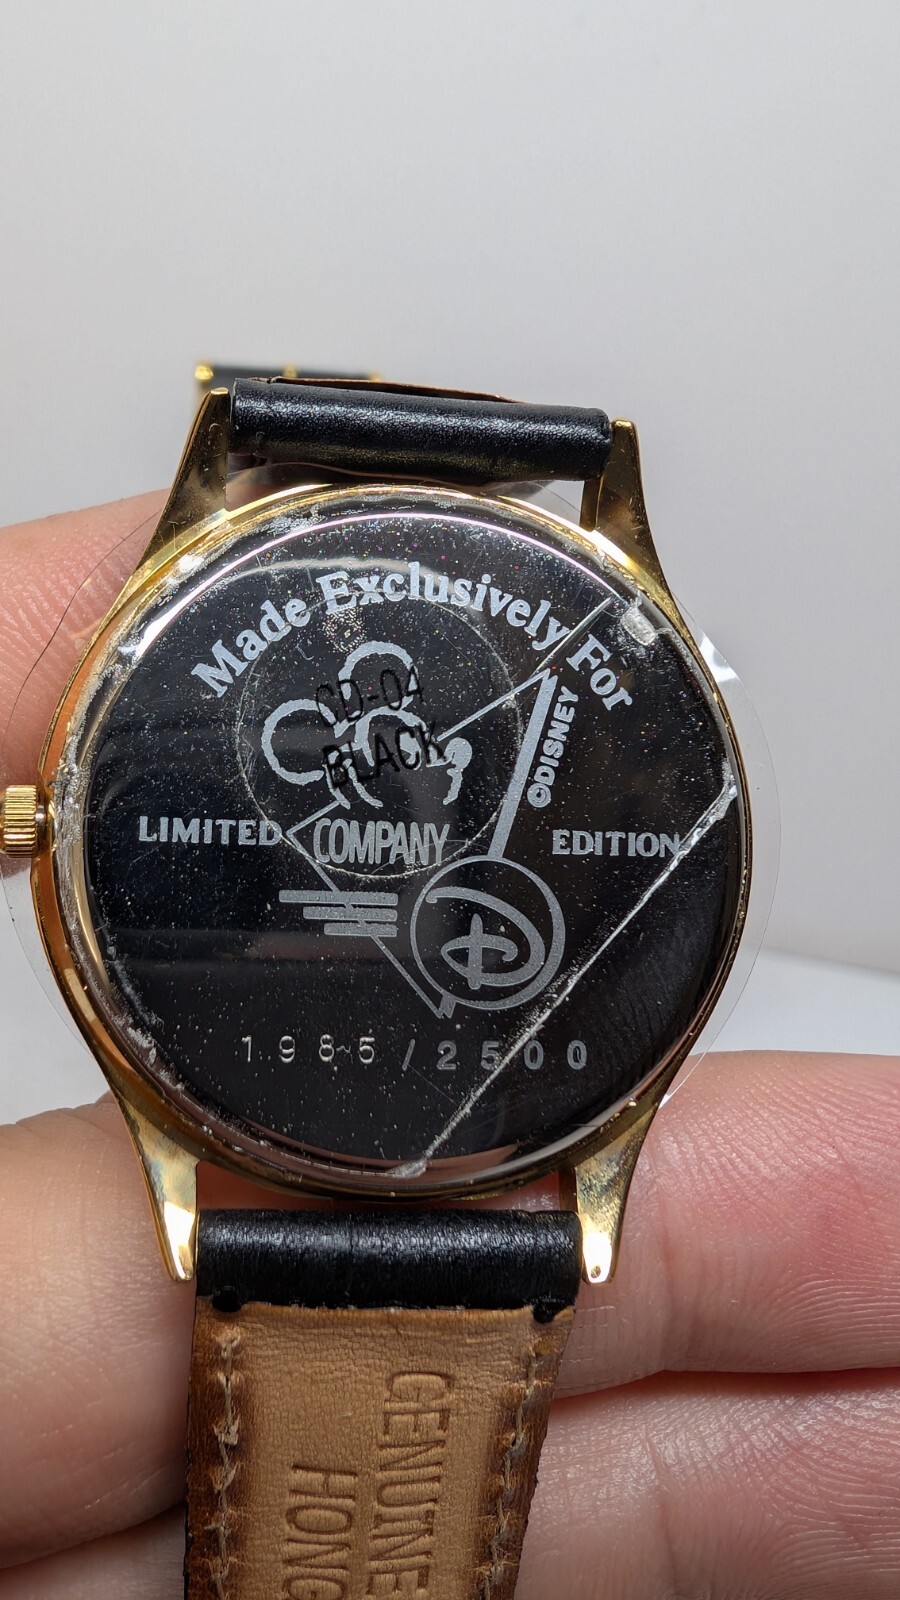 Made Exclusively For
CD-04
BLACK
©DISNEY
LIMITED
COMPANY
EDITION
D
1985/2500
GENUINE
HONG